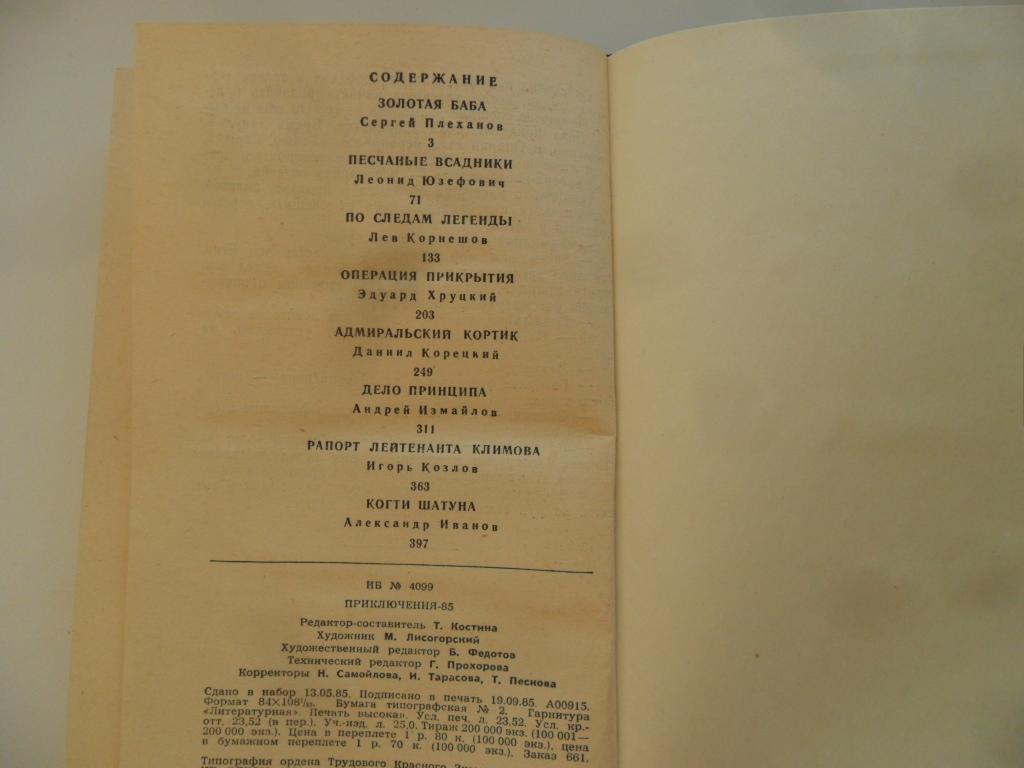 СОДЕРЖАНИЕ
ЗОЛОТАЯ БАБА
Сергей Плеханов
3
ПЕСЧАНЫЕ ВСАДНИКИ
Леонид Юзефович
71
ПО СЛЕДАМ ЛЕГЕНДЫ
Лев Корнешов
133
ОПЕРАЦИЯ ПРИКРЫТИЯ
Эдуард Хруцкий
203
АДМИРАЛЬСКИЙ КОРТИК
Даниил Корецкий
249
ДЕЛО ПРИНЦИПА
Андрей Измайлов
311
РАПОРТ ЛЕЙТЕНАНТА КЛИМОВА
Игорь Козлов
363
КОГТИ ШАТУНА
Александр Иванов
397
ИБ № 4099
ПРИКЛЮЧЕНИЯ-85
Редактор-составитель Т. Костина
Художник М. Лисогорский
Художественный редактор Б. Федотов
Технический редактор Г. Прохорова
Корректоры Н. Самойлова, И. Тарасова, Т. Пескова
Сдано в набор 13.05.85. Подписано в печать 19.09.85. А00915.
Формат 84×108¹/₃₂. Бумага типографская № 2. Гарнитура
«Литературная». Печать высокая. Усл. печ. л. 23,52. Усл. кр.-
отт. 23,52 (в пер.). Уч.-изд. л. 25,0. Тираж 200 000 экз. (100 001—
200 000 экз.). Цена в переплете 1 р. 80 к. (100 000 экз.), цена
в бумажном переплете 1 р. 70 к. (100 000 экз.). Заказ 661.
Типография ордена Трудового Красного